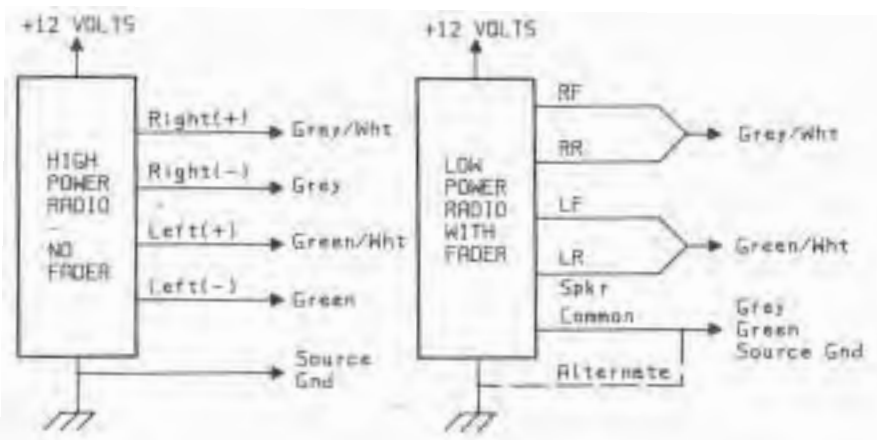 +12 VOLTS
HIGH
POWER
RADIO
-
NO
FADER
Right(+)
Grey/Wht
Right(-)
Grey
Left(+)
Green/Wht
Left(-)
Green
Source
Gnd
+12 VOLTS
LOW
POWER
RADIO
WITH
FADER
RF
RR
Grey/Wht
LF
LR
Green/Wht
Spkr
Common
Grey
Green
Source Gnd
Alternate